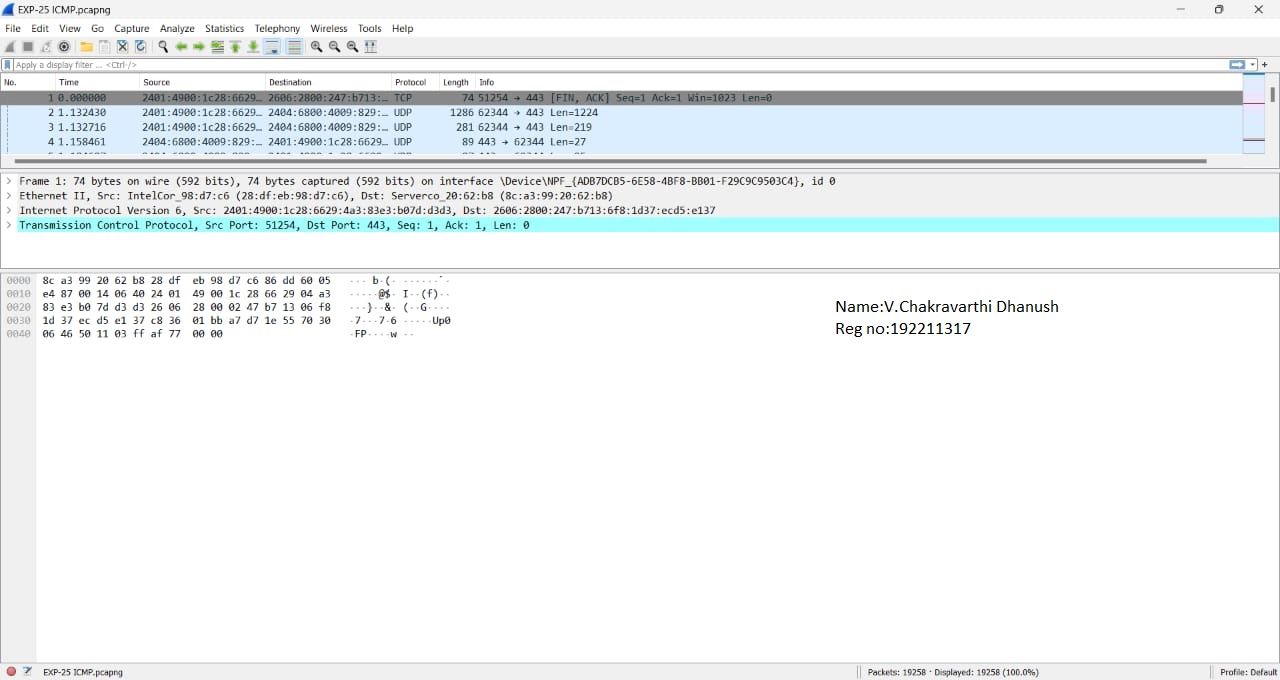 EXP-25 ICMP.pcapng
File Edit View Go Capture Analyze Statistics Telephony Wireless Tools Help
Apply a display filter ... <Ctrl-/>
No. Time Source Destination Protocol Length Info
1 0.000000 2401:4900:1c28:6629… 2606:2800:247:b713:… TCP 74 51254 → 443 [FIN, ACK] Seq=1 Ack=1 Win=1023 Len=0
2 1.132430 2401:4900:1c28:6629… 2404:6800:4009:829:… UDP 1286 62344 → 443 Len=1224
3 1.132716 2401:4900:1c28:6629… 2404:6800:4009:829:… UDP 281 62344 → 443 Len=219
4 1.158461 2404:6800:4009:829:… 2401:4900:1c28:6629… UDP 89 443 → 62344 Len=27
Frame 1: 74 bytes on wire (592 bits), 74 bytes captured (592 bits) on interface \Device\NPF_{ADB7DCB5-6E58-4BF8-BB01-F29C9C9503C4}, id 0
Ethernet II, Src: IntelCor_98:d7:c6 (28:df:eb:98:d7:c6), Dst: Serverco_20:62:b8 (8c:a3:99:20:62:b8)
Internet Protocol Version 6, Src: 2401:4900:1c28:6629:4a3:83e3:b07d:d3d3, Dst: 2606:2800:247:b713:6f8:1d37:ecd5:e137
Transmission Control Protocol, Src Port: 51254, Dst Port: 443, Seq: 1, Ack: 1, Len: 0
0000 8c a3 99 20 62 b8 28 df eb 98 d7 c6 86 dd 60 05 ··· b·(· ······`·
0010 e4 87 00 14 06 40 24 01 49 00 1c 28 66 29 04 a3 ·····@$· I··(f)··
0020 83 e3 b0 7d d3 d3 26 06 28 00 02 47 b7 13 06 f8 ···}··&· (··G····
0030 1d 37 ec d5 e1 37 c8 36 01 bb a7 d7 1e 55 70 30 ·7···7·6 ·····Up0
0040 06 46 50 11 03 ff af 77 00 00 ·FP····w ··
Name:V.Chakravarthi Dhanush
Reg no:192211317
EXP-25 ICMP.pcapng
Packets: 19258 · Displayed: 19258 (100.0%)
Profile: Default